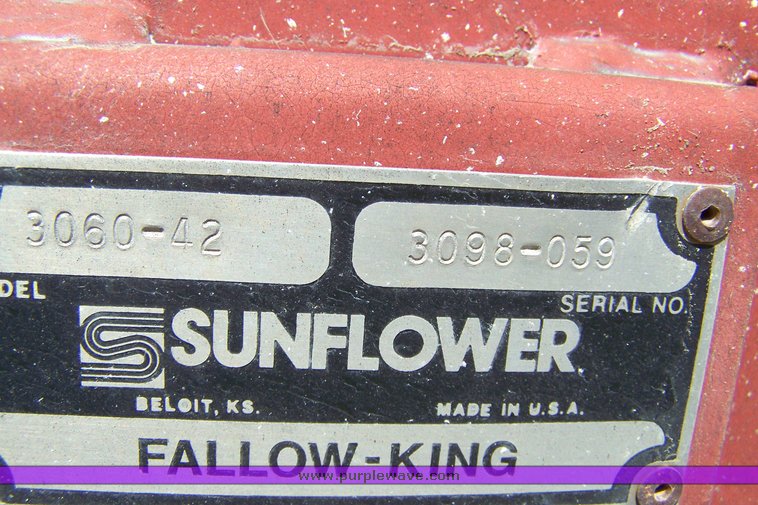 3060-42 3098-059
DEL SERIAL NO.
SUNFLOWER
BELOIT, KS. MADE IN U.S.A.
FALLOW-KING
www.purplewave.com